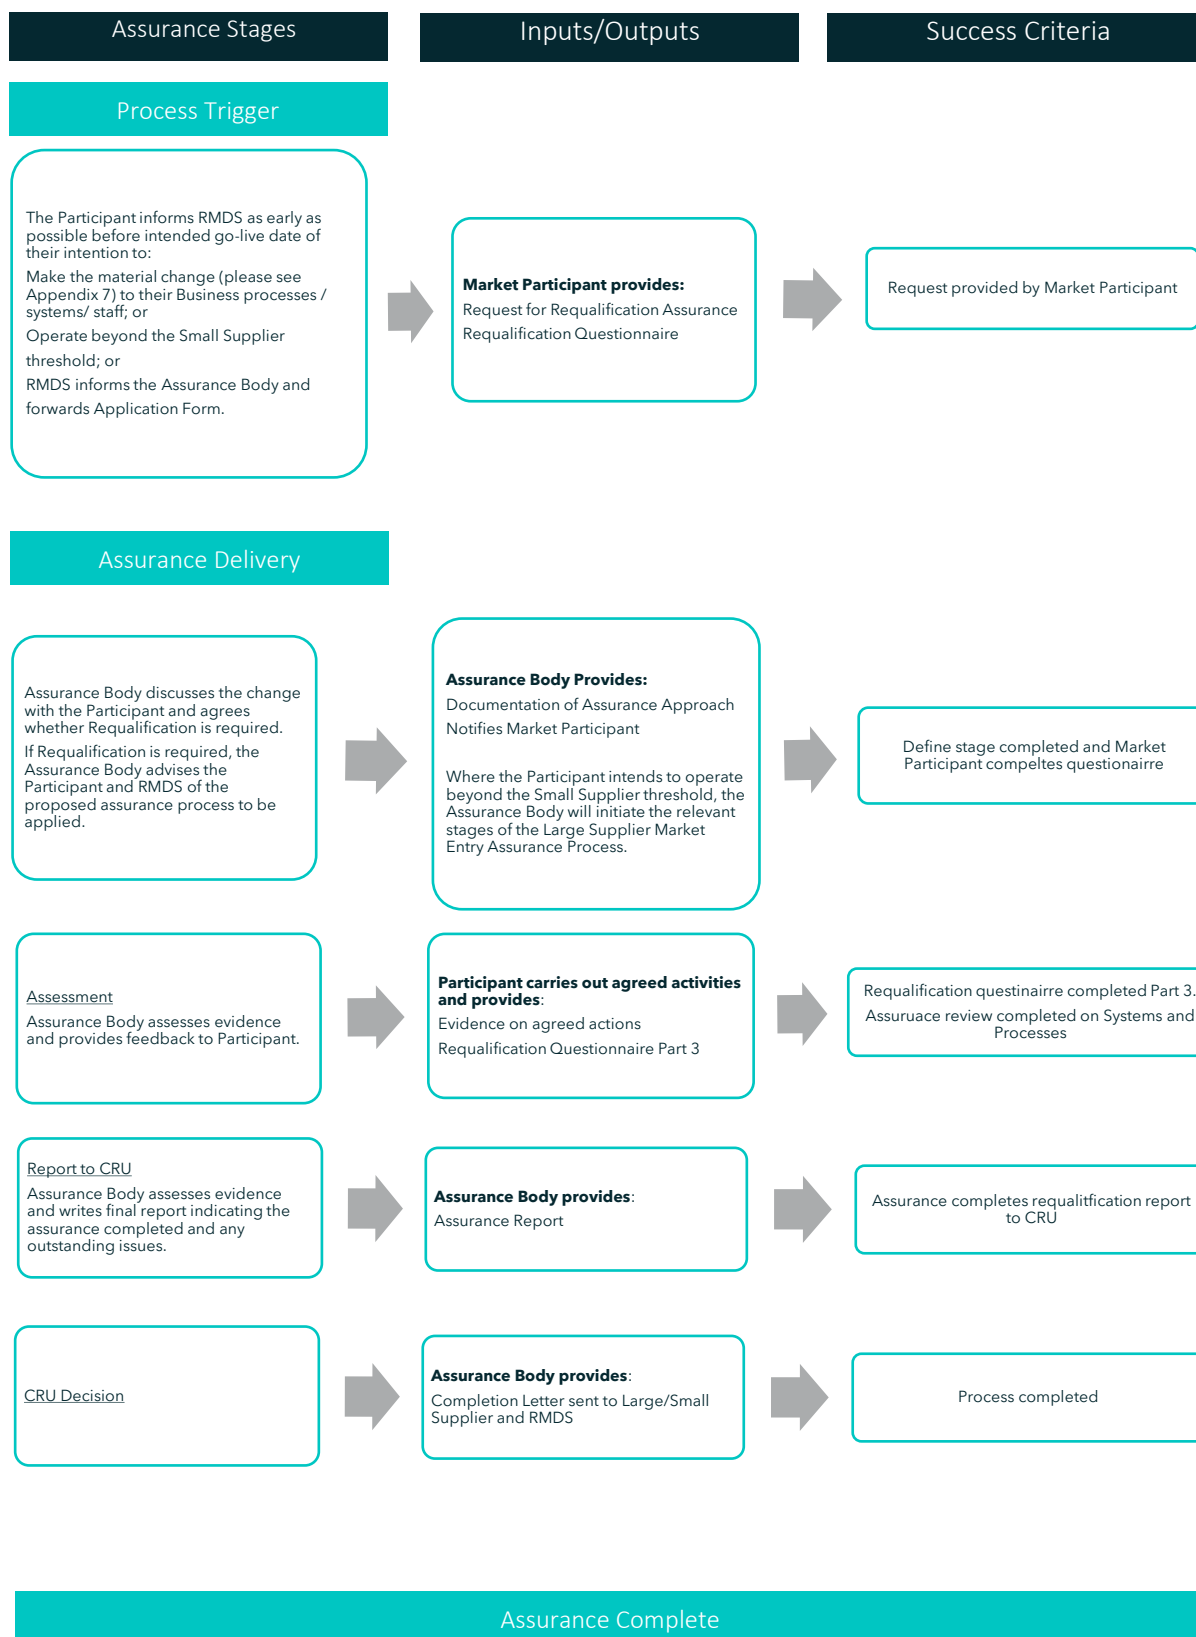 Assurance Stages
Inputs/Outputs
Success Criteria
Process Trigger
The Participant informs RMDS as early as
possible before intended go-live date of
their intention to:
Make the material change (please see
Appendix 7) to their Business processes /
systems/ staff; or
Operate beyond the Small Supplier
threshold; or
RMDS informs the Assurance Body and
forwards Application Form.
Market Participant provides:
Request for Requalification Assurance
Requalification Questionnaire
Request provided by Market Participant
Assurance Delivery
Assurance Body discusses the change
with the Participant and agrees
whether Requalification is required.
If Requalification is required, the
Assurance Body advises the
Participant and RMDS of the
proposed assurance process to be
applied.
Assurance Body Provides:
Documentation of Assurance Approach
Notifies Market Participant
Where the Participant intends to operate
beyond the Small Supplier threshold, the
Assurance Body will initiate the relevant
stages of the Large Supplier Market
Entry Assurance Process.
Define stage completed and Market
Participant compeltes questionairre
Assessment
Assurance Body assesses evidence
and provides feedback to Participant.
Participant carries out agreed activities
and provides:
Evidence on agreed actions
Requalification Questionnaire Part 3
Requalification questinairre completed Part 3.
Assuruace review completed on Systems and
Processes
Report to CRU
Assurance Body assesses evidence
and writes final report indicating the
assurance completed and any
outstanding issues.
Assurance Body provides:
Assurance Report
Assurance completes requalitfication report
to CRU
CRU Decision
Assurance Body provides:
Completion Letter sent to Large/Small
Supplier and RMDS
Process completed
Assurance Complete